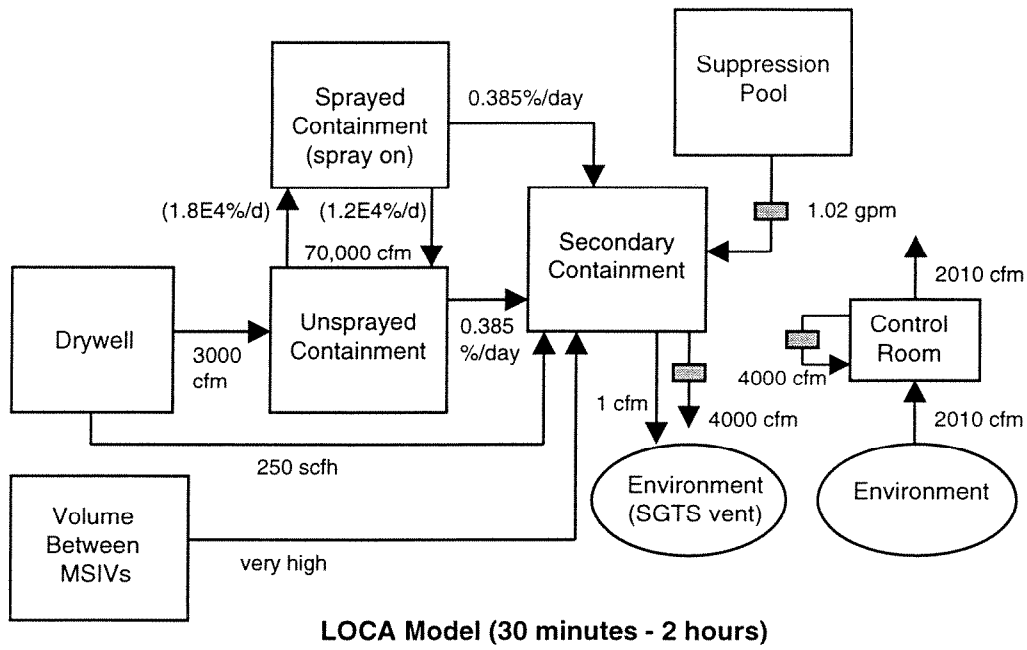 Sprayed
Containment
(spray on)
0.385%/day
Suppression
Pool
(1.8E4%/d)
(1.2E4%/d)
70,000 cfm
1.02 gpm
Secondary
Containment
Drywell
3000
cfm
Unsprayed
Containment
0.385
%/day
2010 cfm
Control
Room
4000 cfm
2010 cfm
1 cfm
4000 cfm
250 scfh
Environment
(SGTS vent)
Environment
Volume
Between
MSIVs
very high
LOCA Model (30 minutes - 2 hours)